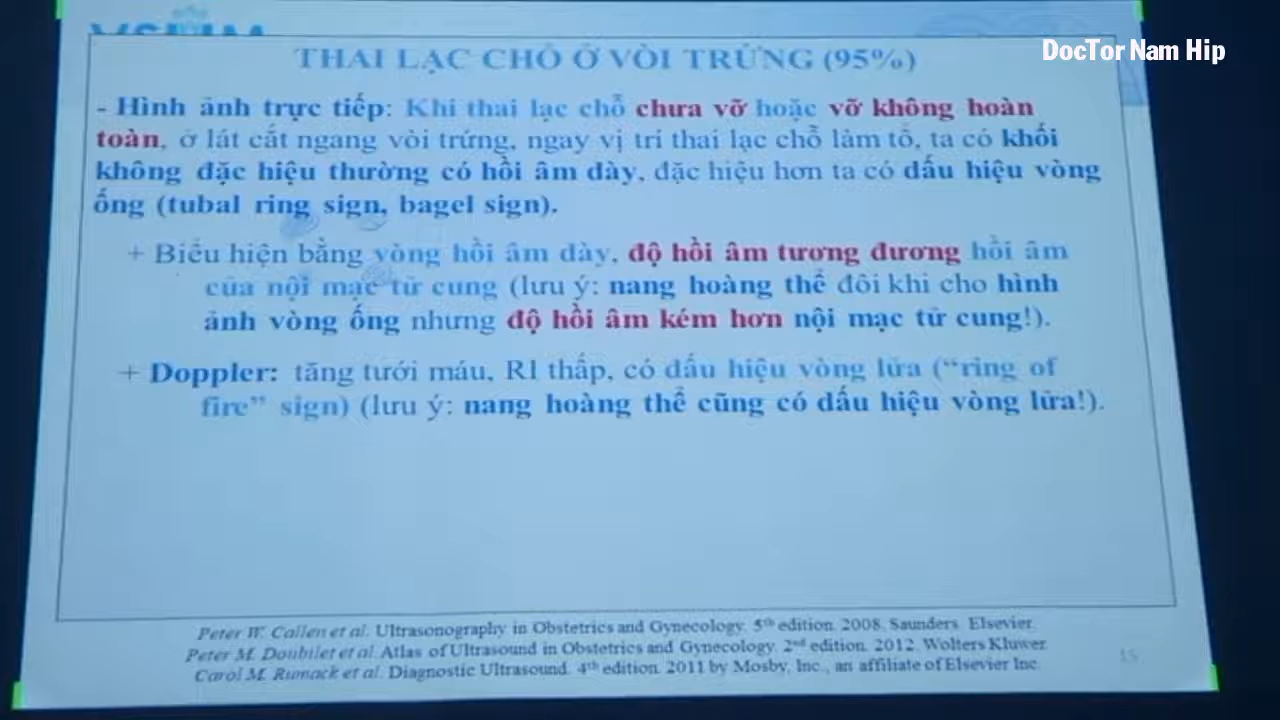 DocTor Nam Hip
THAI LẠC CHỖ Ở VÒI TRỨNG (95%)
- Hình ảnh trực tiếp: Khi thai lạc chỗ chưa vỡ hoặc vỡ không hoàn
toàn, ở lát cắt ngang vòi trứng, ngay vị trí thai lạc chỗ làm tổ, ta có khối
không đặc hiệu thường có hồi âm dày, đặc hiệu hơn ta có dấu hiệu vòng
ống (tubal ring sign, bagel sign).
+ Biểu hiện bằng vòng hồi âm dày, độ hồi âm tương đương hồi âm
của nội mạc tử cung (lưu ý: nang hoàng thể đôi khi cho hình
ảnh vòng ống nhưng độ hồi âm kém hơn nội mạc tử cung!).
+ Doppler: tăng tưới máu, RI thấp, có dấu hiệu vòng lửa (“ring of
fire” sign) (lưu ý: nang hoàng thể cũng có dấu hiệu vòng lửa!).
Peter W. Callen et al. Ultrasonography in Obstetrics and Gynecology. 5th edition. 2008. Saunders. Elsevier.
Peter M. Doubilet et al. Atlas of Ultrasound in Obstetrics and Gynecology. 2nd edition. 2012. Wolters Kluwer.
Carol M. Rumack et al. Diagnostic Ultrasound. 4th edition. 2011 by Mosby, Inc., an affiliate of Elsevier Inc.
15